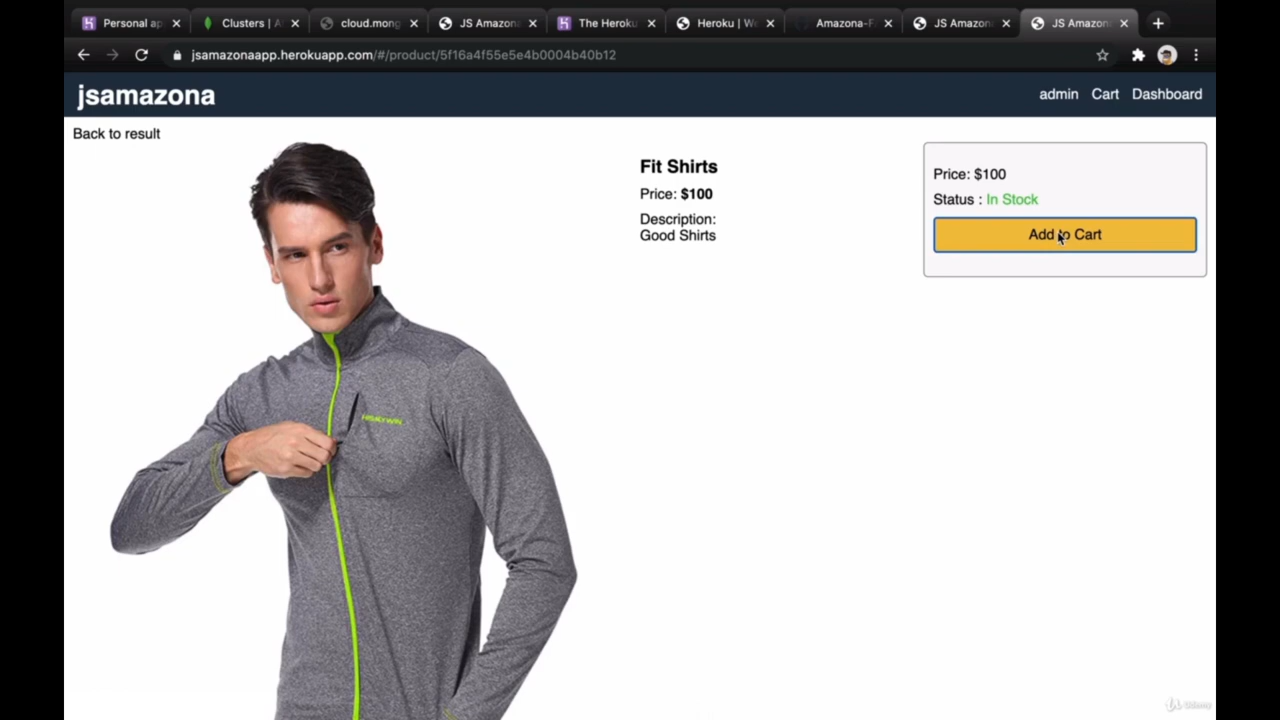 Personal ap
Clusters | A
cloud.mong
JS Amazon
The Heroku
Heroku | We
Amazona-F
JS Amazon
JS Amazon
jsamazonaapp.herokuapp.com/#/product/5f16a4f55e5e4b0004b40b12
jsamazona
admin
Cart
Dashboard
Back to result
Fit Shirts
Price: $100
Description:
Good Shirts
Price: $100
Status : In Stock
Add to Cart
Udemy